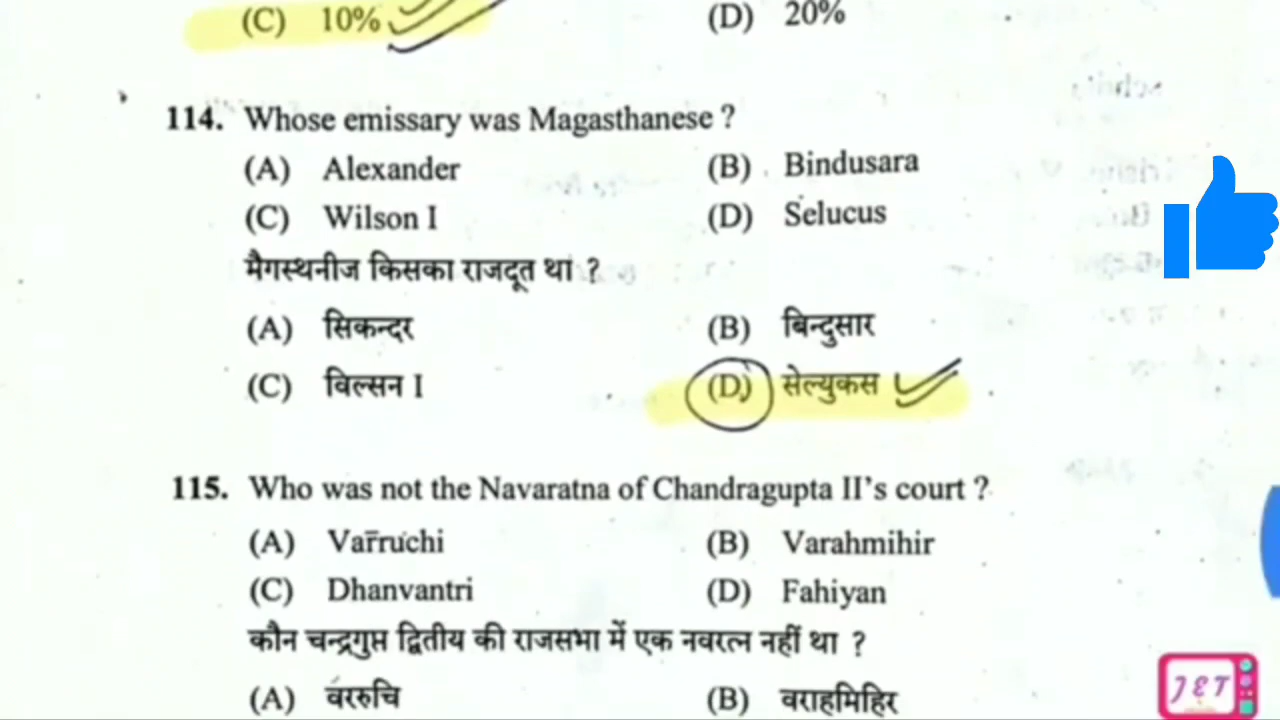 (C) 10% (D) 20%
114. Whose emissary was Magasthanese ?
(A) Alexander (B) Bindusara
(C) Wilson I (D) Selucus
मैगस्थनीज किसका राजदूत था ?
(A) सिकन्दर (B) बिन्दुसार
(C) विल्सन I (D) सेल्युकस
115. Who was not the Navaratna of Chandragupta II's court ?
(A) Varruchi (B) Varahmihir
(C) Dhanvantri (D) Fahiyan
कौन चन्द्रगुप्त द्वितीय की राजसभा में एक नवरत्न नहीं था ?
(A) वररुचि (B) वराहमिहिर
JET